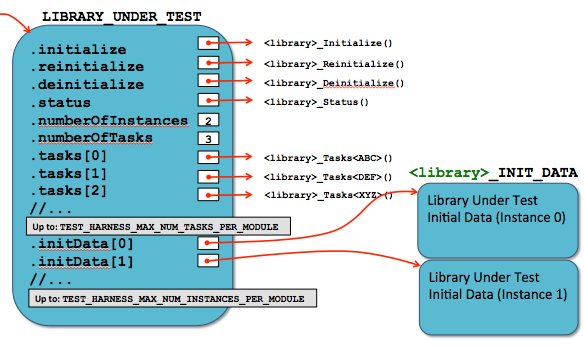 LIBRARY_UNDER_TEST
.initialize
<library>_Initialize()
.reinitialize
<library>_Reinitialize()
.deinitialize
<library>_Deinitialize()
.status
<library>_Status()
.numberOfInstances 2
.numberOfTasks 3
.tasks[0]
<library>_Tasks<ABC>()
.tasks[1]
<library>_Tasks<DEF>()
.tasks[2]
<library>_Tasks<XYZ>()
//...
Up to: TEST_HARNESS_MAX_NUM_TASKS_PER_MODULE
.initData[0]
.initData[1]
//...
Up to: TEST_HARNESS_MAX_NUM_INSTANCES_PER_MODULE
<library>_INIT_DATA
Library Under Test
Initial Data (Instance 0)
Library Under Test
Initial Data (Instance 1)